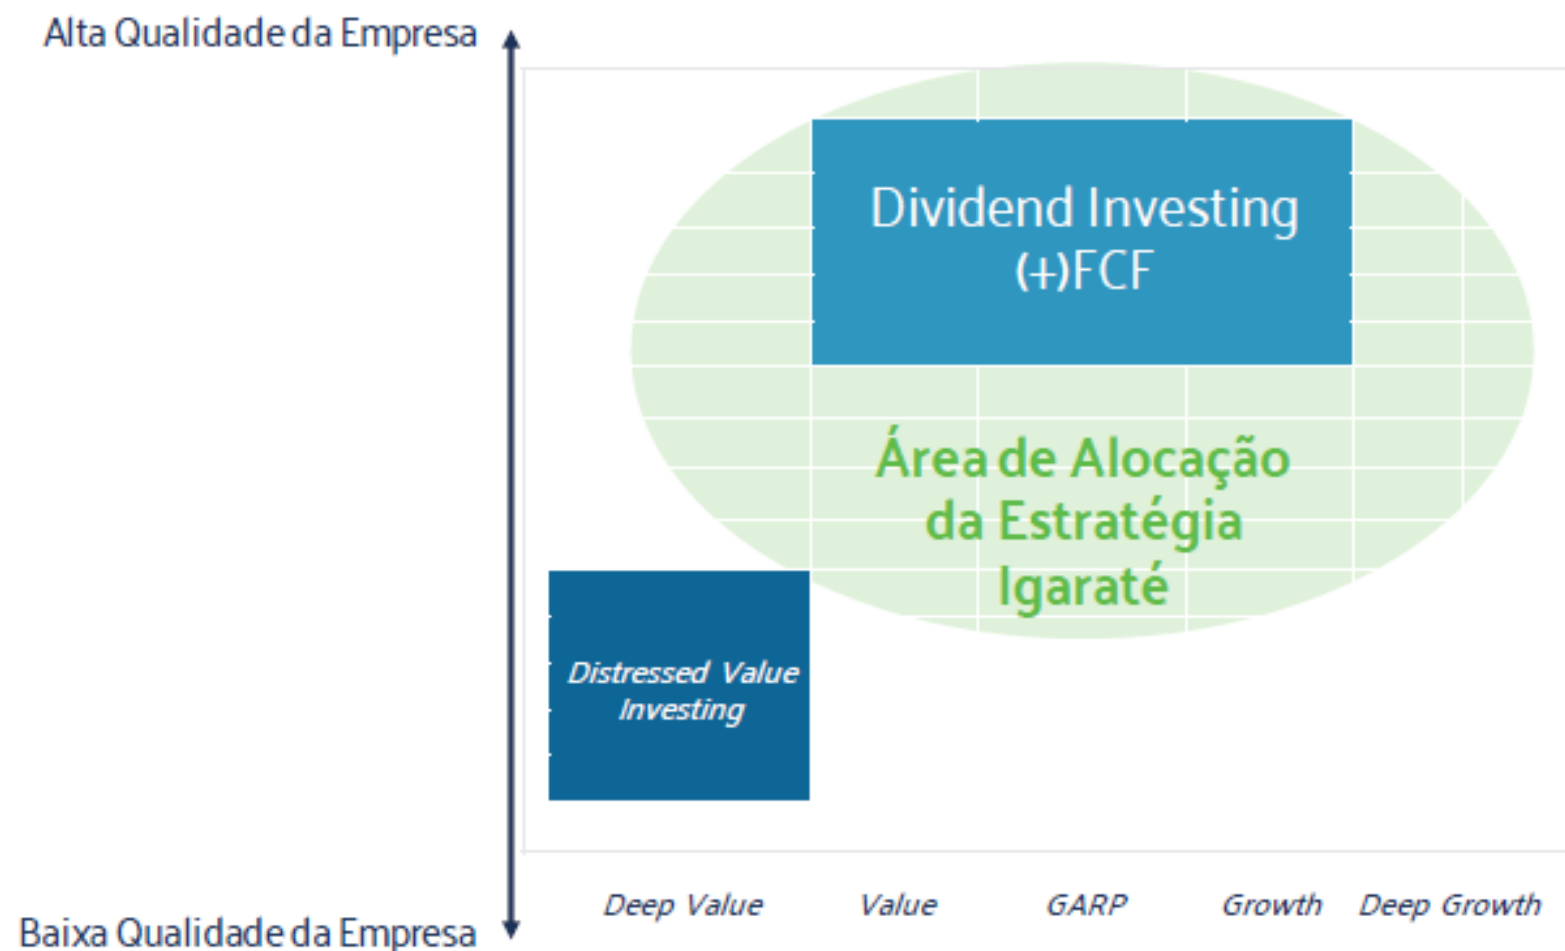 Alta Qualidade da Empresa
Dividend Investing
(+)FCF
Área de Alocação
da Estratégia
Igaraté
Distressed Value
Investing
Deep Value Value GARP Growth Deep Growth
Baixa Qualidade da Empresa